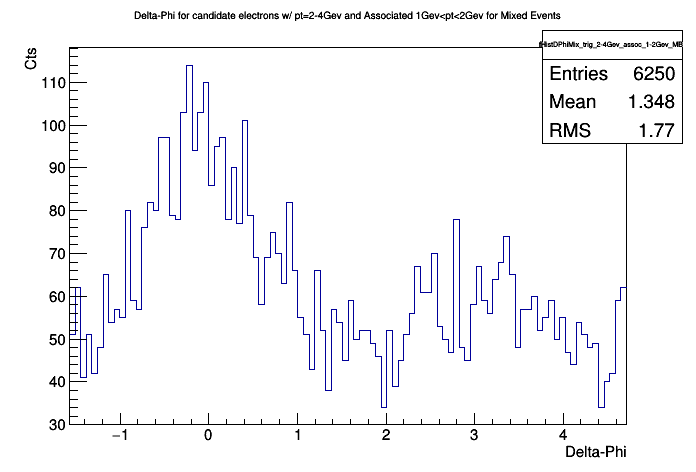 Delta-Phi for candidate electrons w/ pt=2-4Gev and Associated 1Gev<pt<2Gev for Mixed Events
fHistDPhiMix_trig_2-4Gev_assoc_1-2Gev_MB
Entries 6250
Mean 1.348
RMS 1.77
Cts
110
100
90
80
70
60
50
40
30
−1 0 1 2 3 4
Delta-Phi